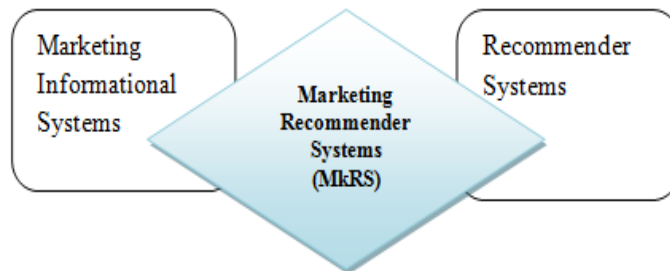 Marketing
Informational
Systems
Marketing
Recommender
Systems
(MkRS)
Recommender
Systems